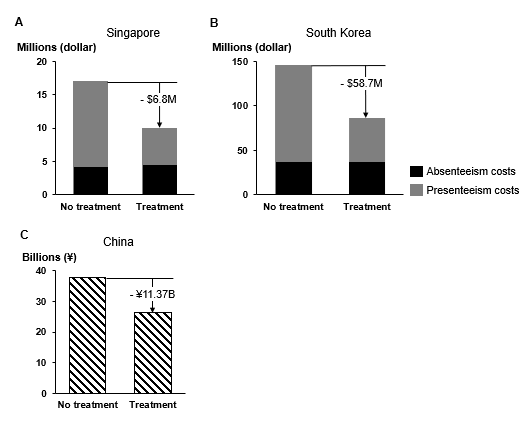 A
Singapore
Millions (dollar)
20
15
10
5
0
- $6.8M
No treatment
Treatment
B
South Korea
Millions (dollar)
150
100
50
0
- $58.7M
No treatment
Treatment
Absenteeism costs
Presenteeism costs
C
China
Billions (¥)
40
30
20
10
0
- ¥11.37B
No treatment
Treatment